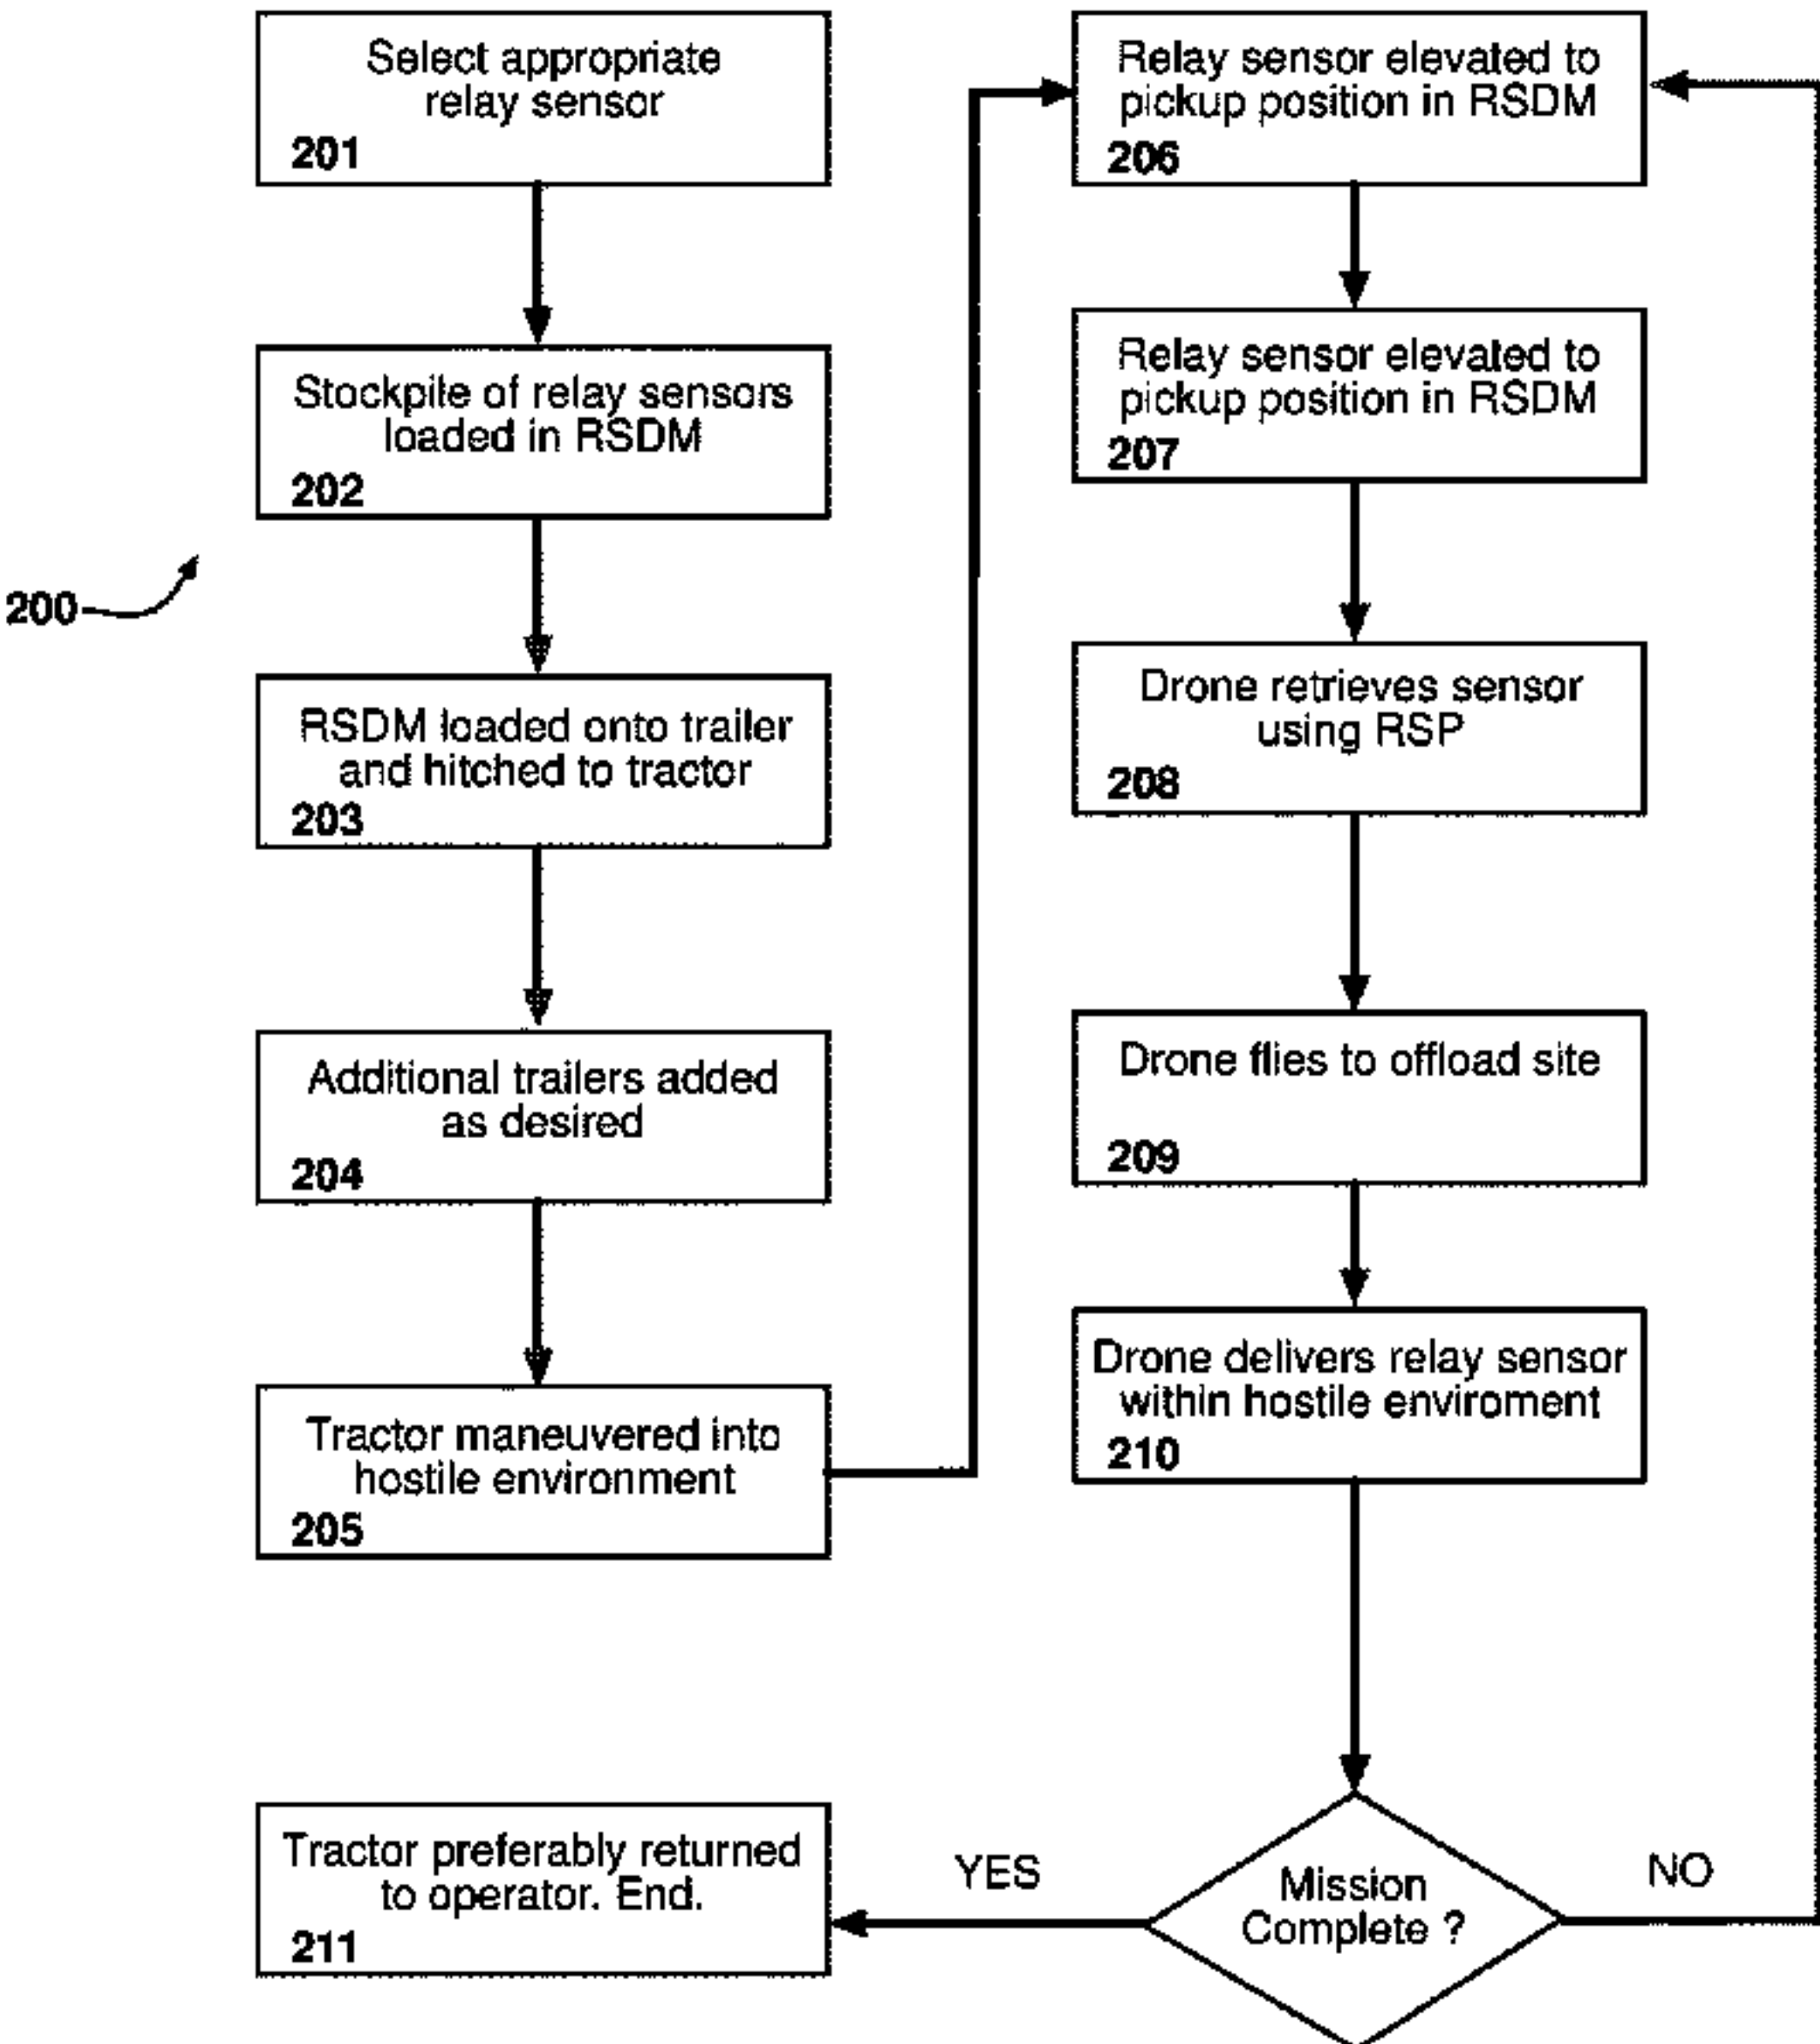 Select appropriate
relay sensor
201
Stockpile of relay sensors
loaded in RSDM
202
200
RSDM loaded onto trailer
and hitched to tractor
203
Additional trailers added
as desired
204
Tractor maneuvered into
hostile environment
205
Relay sensor elevated to
pickup position in RSDM
206
Relay sensor elevated to
pickup position in RSDM
207
Drone retrieves sensor
using RSP
208
Drone flies to offload site
209
Drone delivers relay sensor
within hostile enviroment
210
Mission
Complete ?
YES
NO
Tractor preferably returned
to operator. End.
211